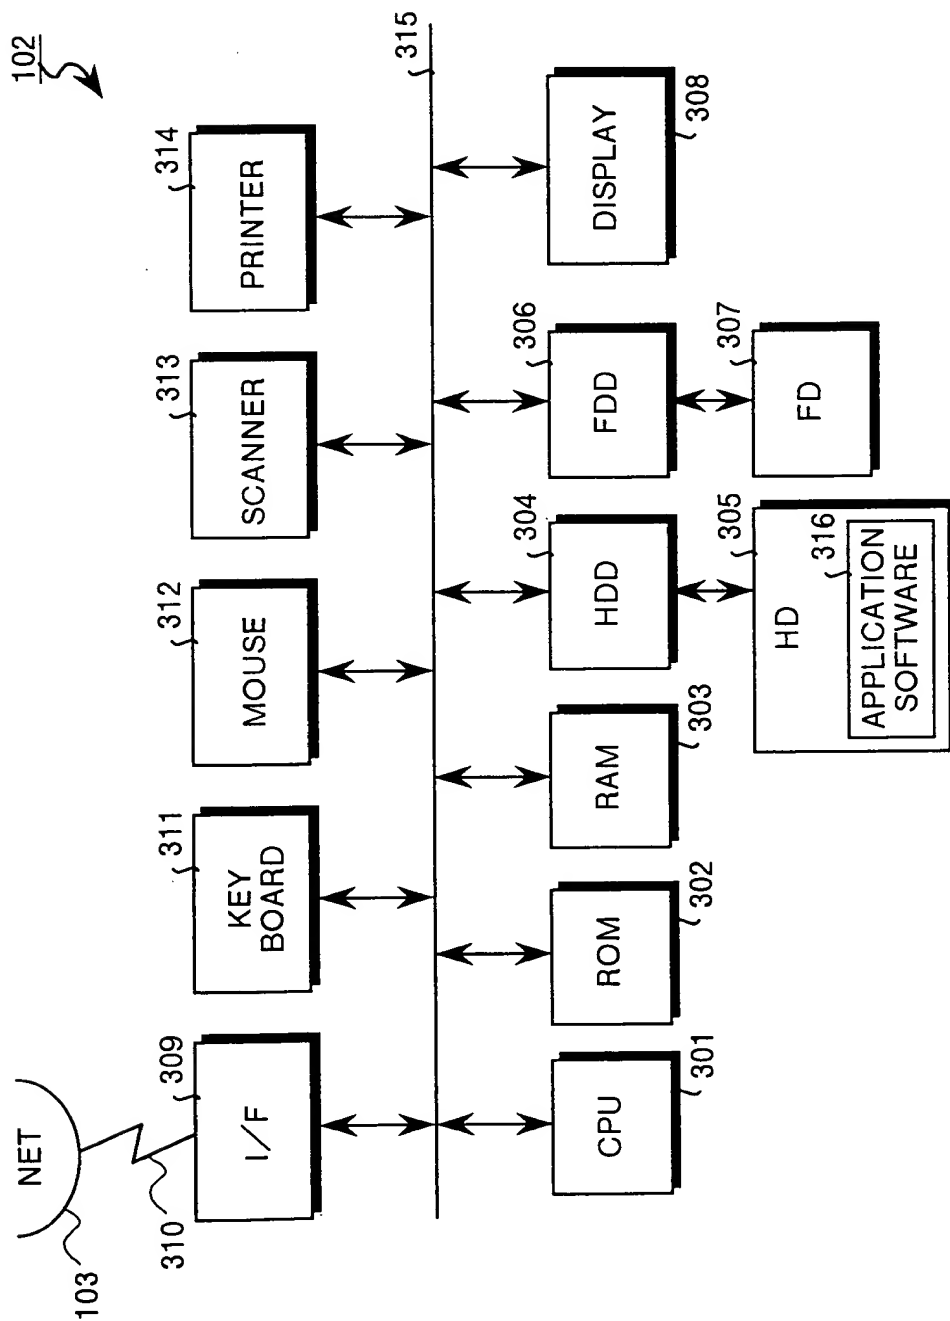 102
NET
103
310
309
I/F
311
KEY
BOARD
312
MOUSE
313
SCANNER
314
PRINTER
315
CPU
301
ROM
302
RAM
303
304
HDD
306
FDD
DISPLAY
308
305
HD
316
APPLICATION
SOFTWARE
307
FD